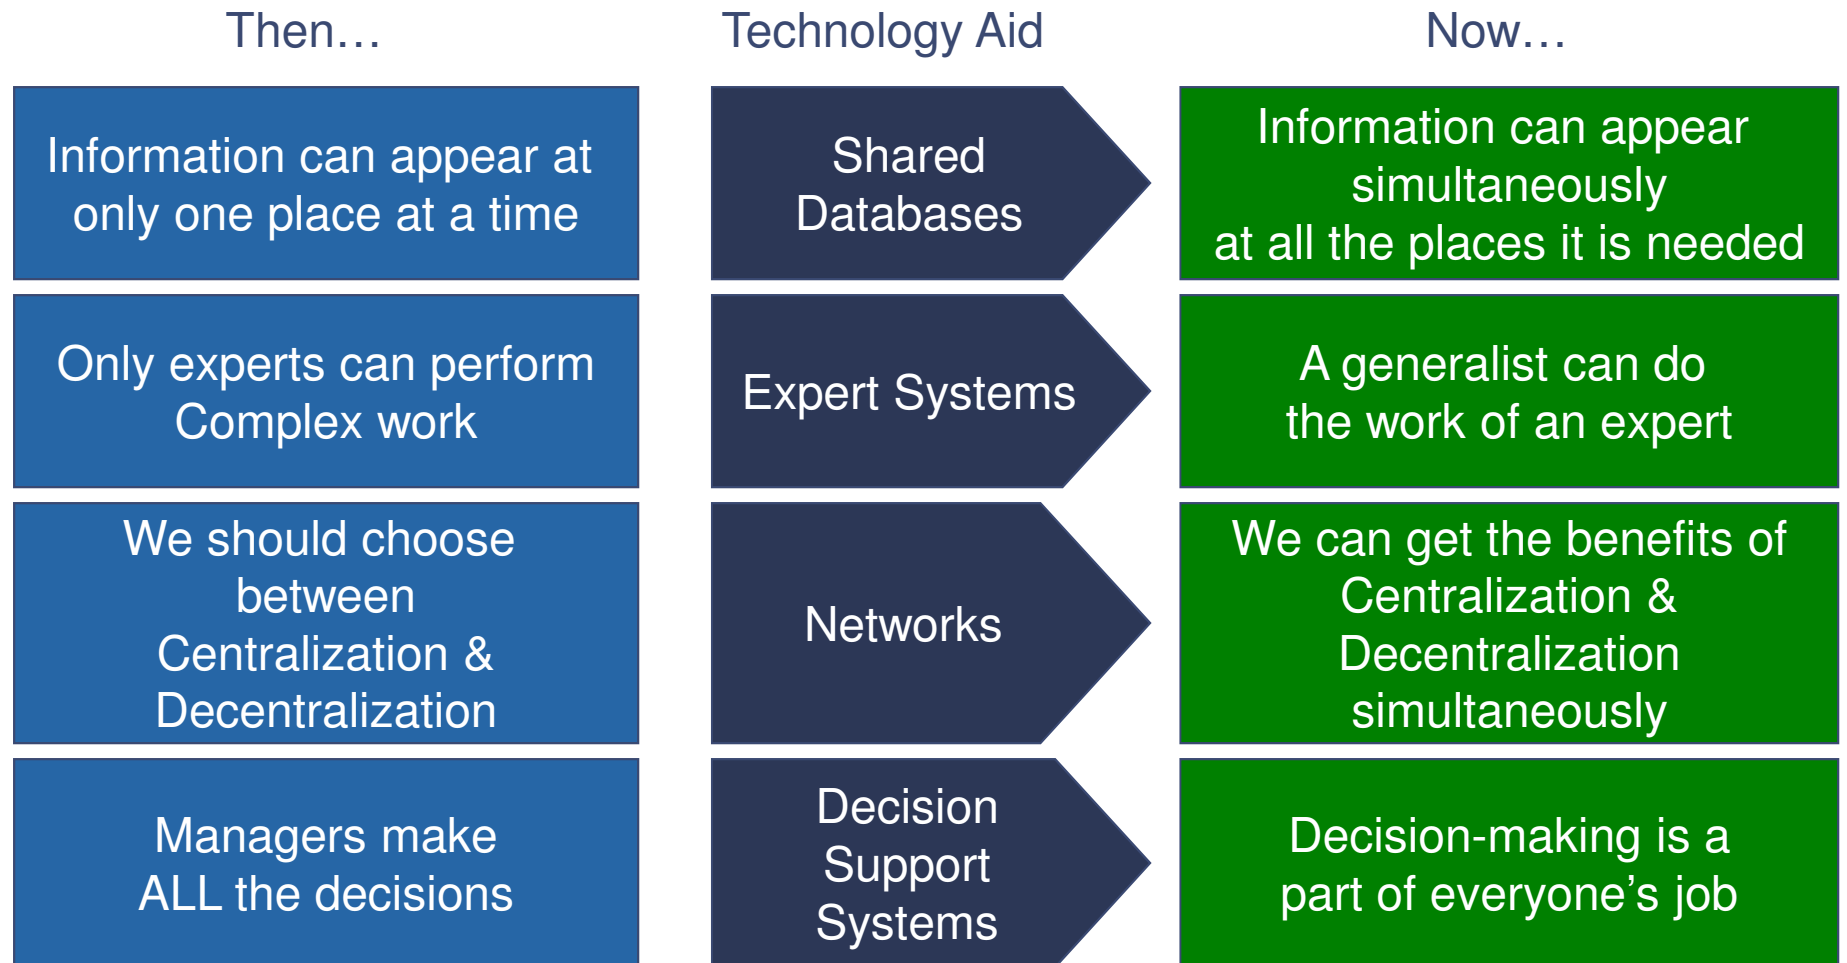 Then…
Technology Aid
Now…
Information can appear at
only one place at a time
Shared
Databases
Information can appear
simultaneously
at all the places it is needed
Only experts can perform
Complex work
Expert Systems
A generalist can do
the work of an expert
We should choose
between
Centralization &
Decentralization
Networks
We can get the benefits of
Centralization &
Decentralization
simultaneously
Managers make
ALL the decisions
Decision
Support
Systems
Decision-making is a
part of everyone’s job